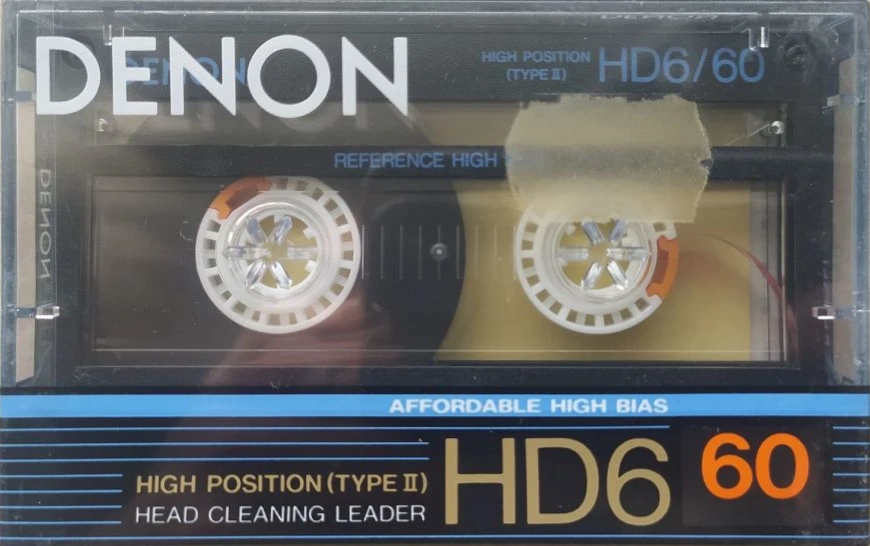 DENON
HIGH POSITION
(TYPE II)
HD6/60
REFERENCE HIGH
DENON
AFFORDABLE HIGH BIAS
HIGH POSITION (TYPE II)
HEAD CLEANING LEADER
HD6
60